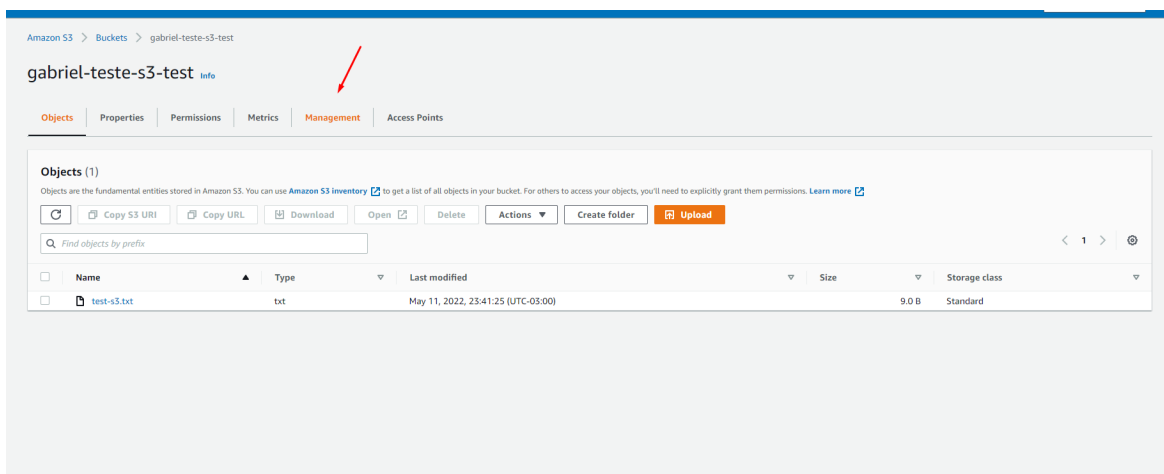 Amazon S3 > Buckets > gabriel-teste-s3-test
gabriel-teste-s3-test Info
Objects Properties Permissions Metrics Management Access Points
Objects (1)
Objects are the fundamental entities stored in Amazon S3. You can use Amazon S3 inventory to get a list of all objects in your bucket. For others to access your objects, you'll need to explicitly grant them permissions. Learn more
Copy S3 URI Copy URL Download Open Delete Actions Create folder Upload
Find objects by prefix
< 1 >
Name Type Last modified Size Storage class
test-s3.txt txt May 11, 2022, 23:41:25 (UTC-03:00) 9.0 B Standard